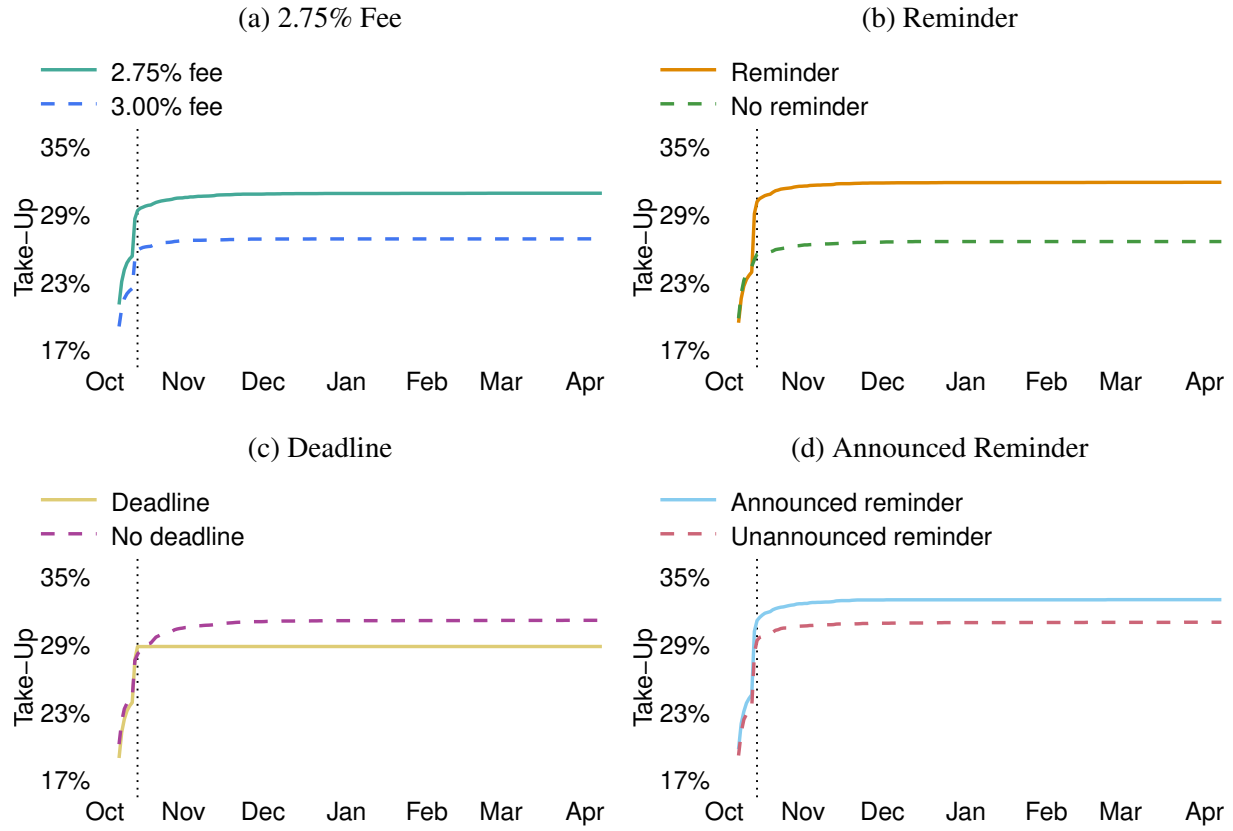 (a) 2.75% Fee
2.75% fee
3.00% fee
35%
29%
23%
17%
Take−Up
Oct Nov Dec Jan Feb Mar Apr
(b) Reminder
Reminder
No reminder
35%
29%
23%
17%
Take−Up
Oct Nov Dec Jan Feb Mar Apr
(c) Deadline
Deadline
No deadline
35%
29%
23%
17%
Take−Up
Oct Nov Dec Jan Feb Mar Apr
(d) Announced Reminder
Announced reminder
Unannounced reminder
35%
29%
23%
17%
Take−Up
Oct Nov Dec Jan Feb Mar Apr